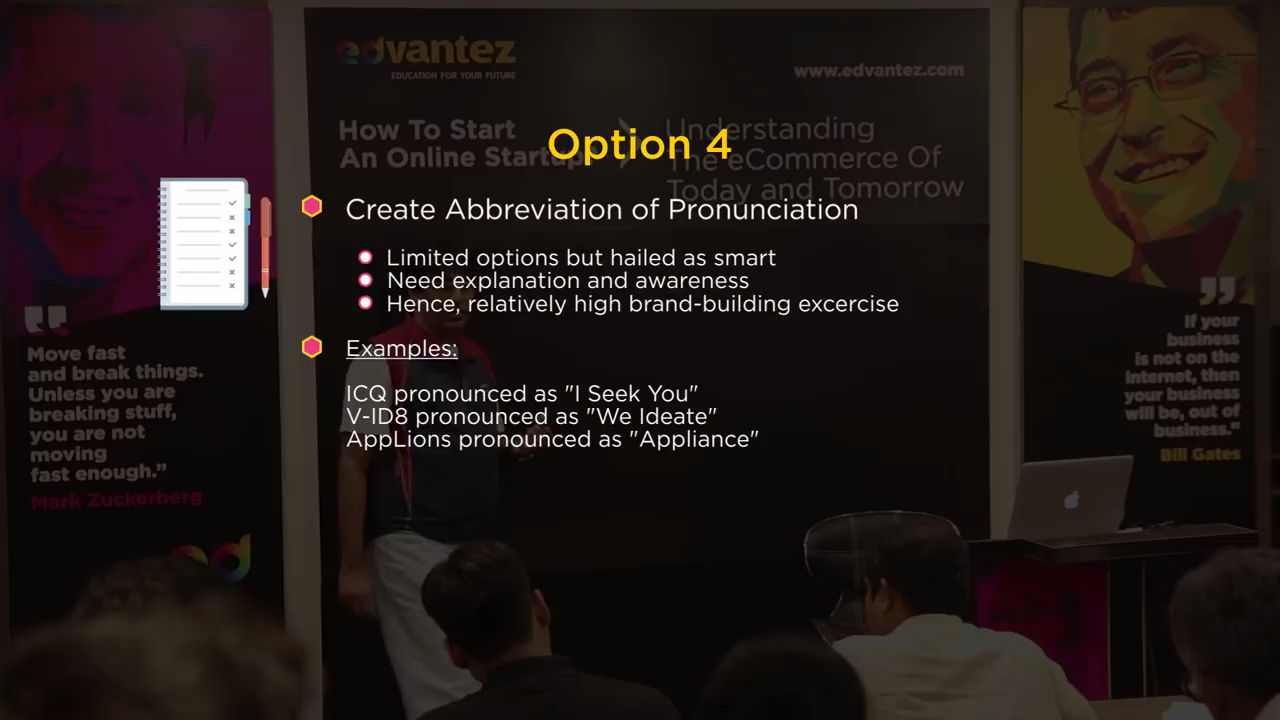 edvantez
EDUCATION FOR YOUR FUTURE
www.edvantez.com
How To Start
An Online Startup
Understanding
The eCommerce Of
Today and Tomorrow
Option 4
Create Abbreviation of Pronunciation
Limited options but hailed as smart
Need explanation and awareness
Hence, relatively high brand-building excercise
Examples:
ICQ pronounced as "I Seek You"
V-ID8 pronounced as "We Ideate"
AppLions pronounced as "Appliance"
Move fast
and break things.
Unless you are
breaking stuff,
you are not
moving
fast enough.”
Mark Zuckerberg
ed
If your
business
is not on the
internet, then
your business
will be, out of
business.”
Bill Gates